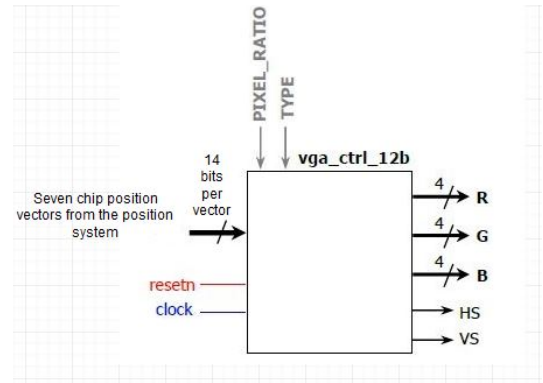 PIXEL_RATIO
TYPE
vga_ctrl_12b
14
bits
per
vector
Seven chip position
vectors from the position
system
resetn
clock
4
R
4
G
4
B
HS
VS